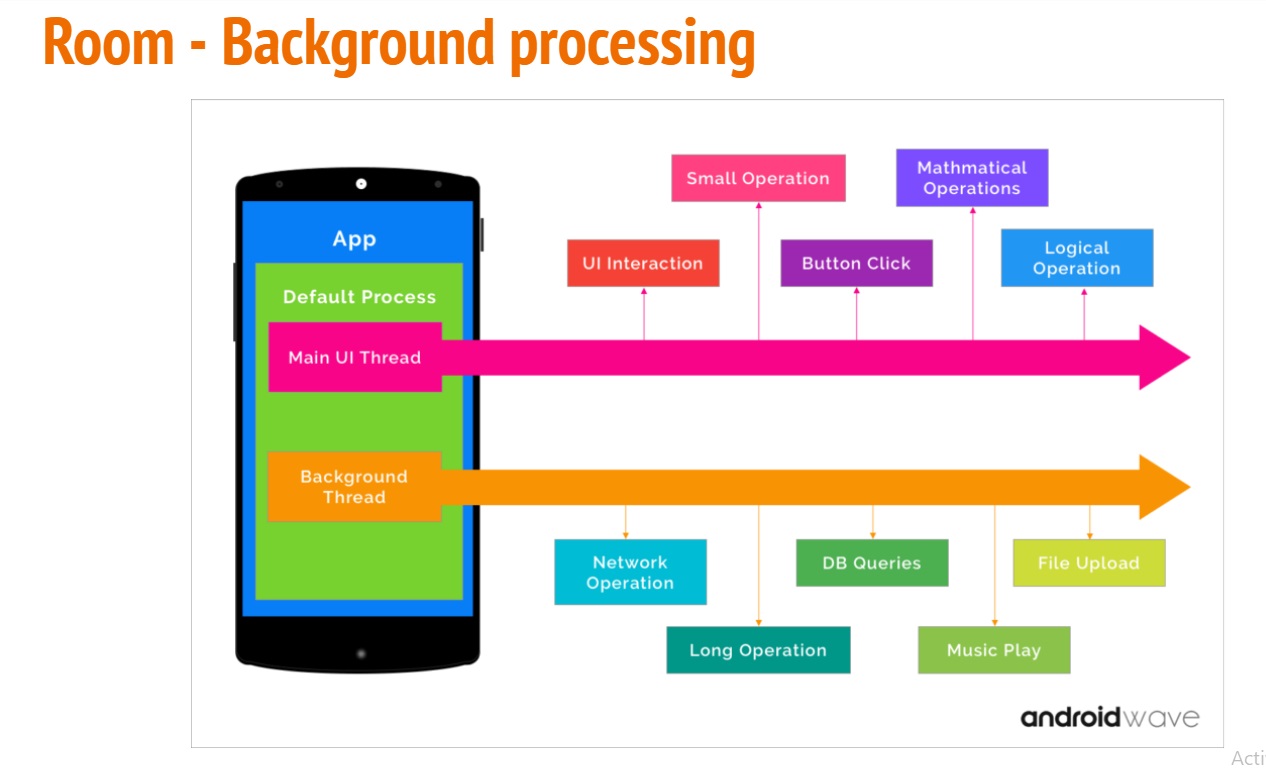 Room - Background processing
Small Operation
Mathmatical
Operations
UI Interaction
Button Click
Logical
Operation
App
Default Process
Main UI Thread
Background
Thread
Network
Operation
DB Queries
File Upload
Long Operation
Music Play
androidwave
Acti